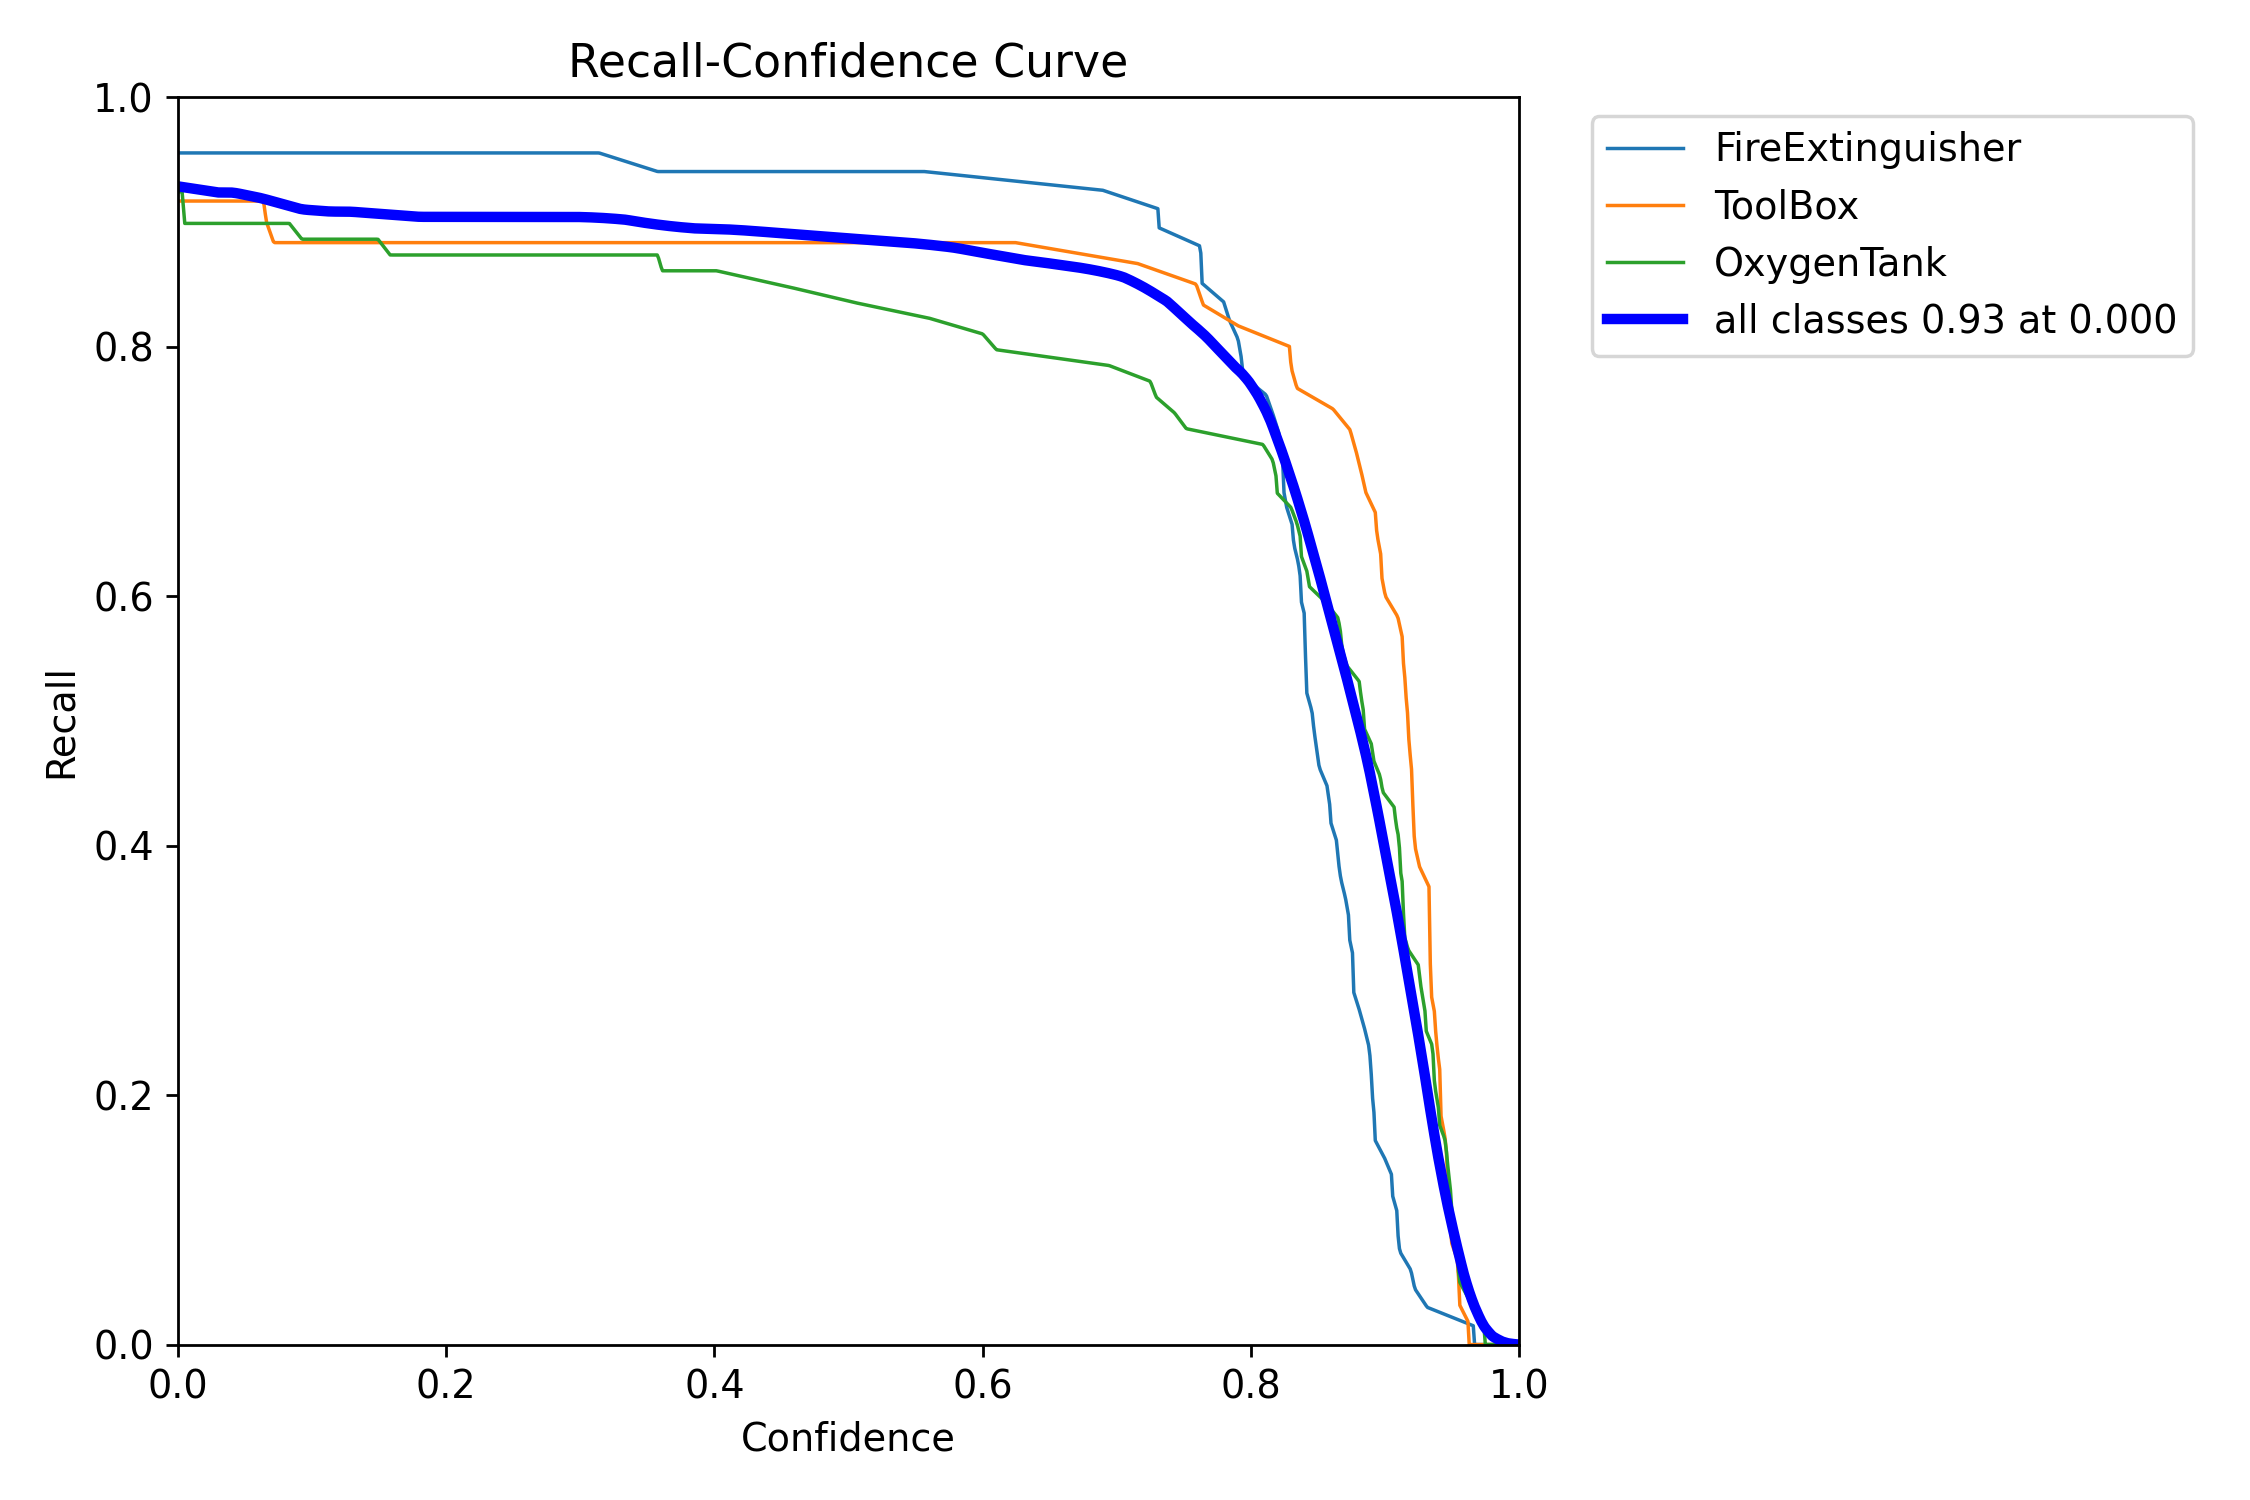 Recall-Confidence Curve
1.0
0.8
0.6
0.4
0.2
0.0
Recall
0.0 0.2 0.4 0.6 0.8 1.0
Confidence
FireExtinguisher
ToolBox
OxygenTank
all classes 0.93 at 0.000